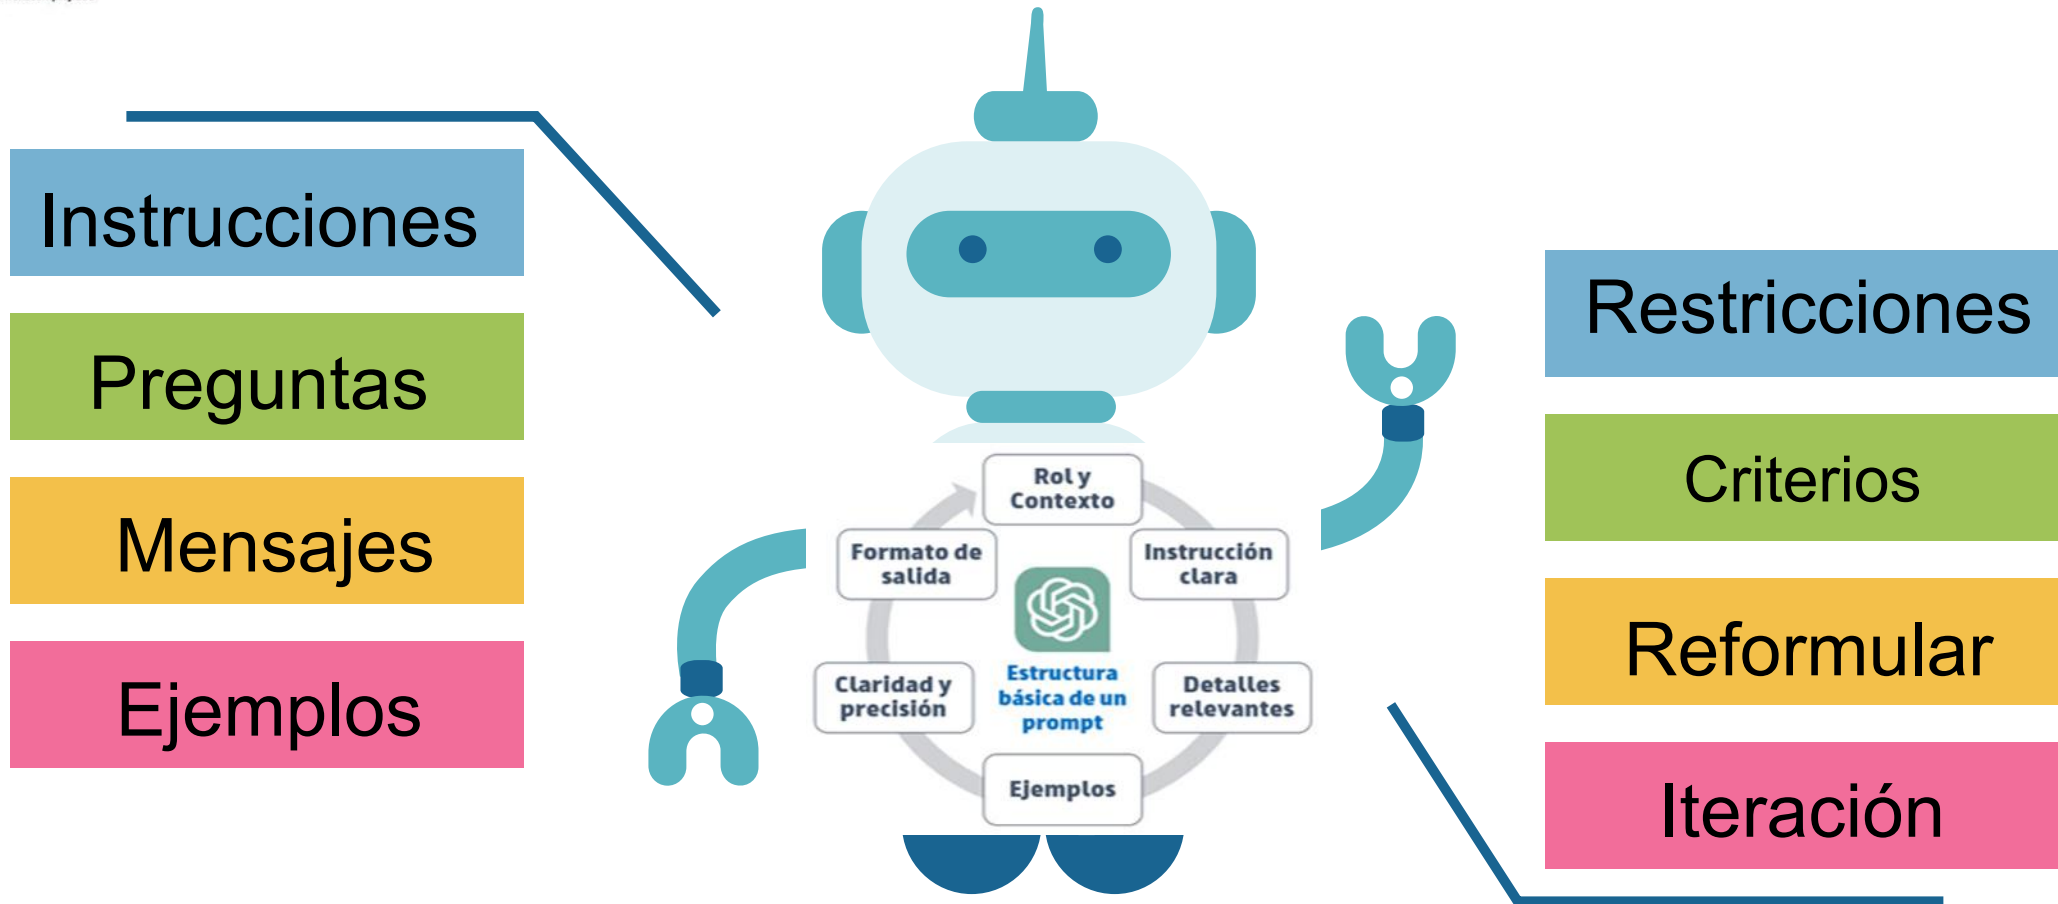 Instrucciones
Preguntas
Mensajes
Ejemplos
Rol y
Contexto
Instrucción
clara
Detalles
relevantes
Ejemplos
Claridad y
precisión
Formato de
salida
Estructura
básica de un
prompt
Restricciones
Criterios
Reformular
Iteración